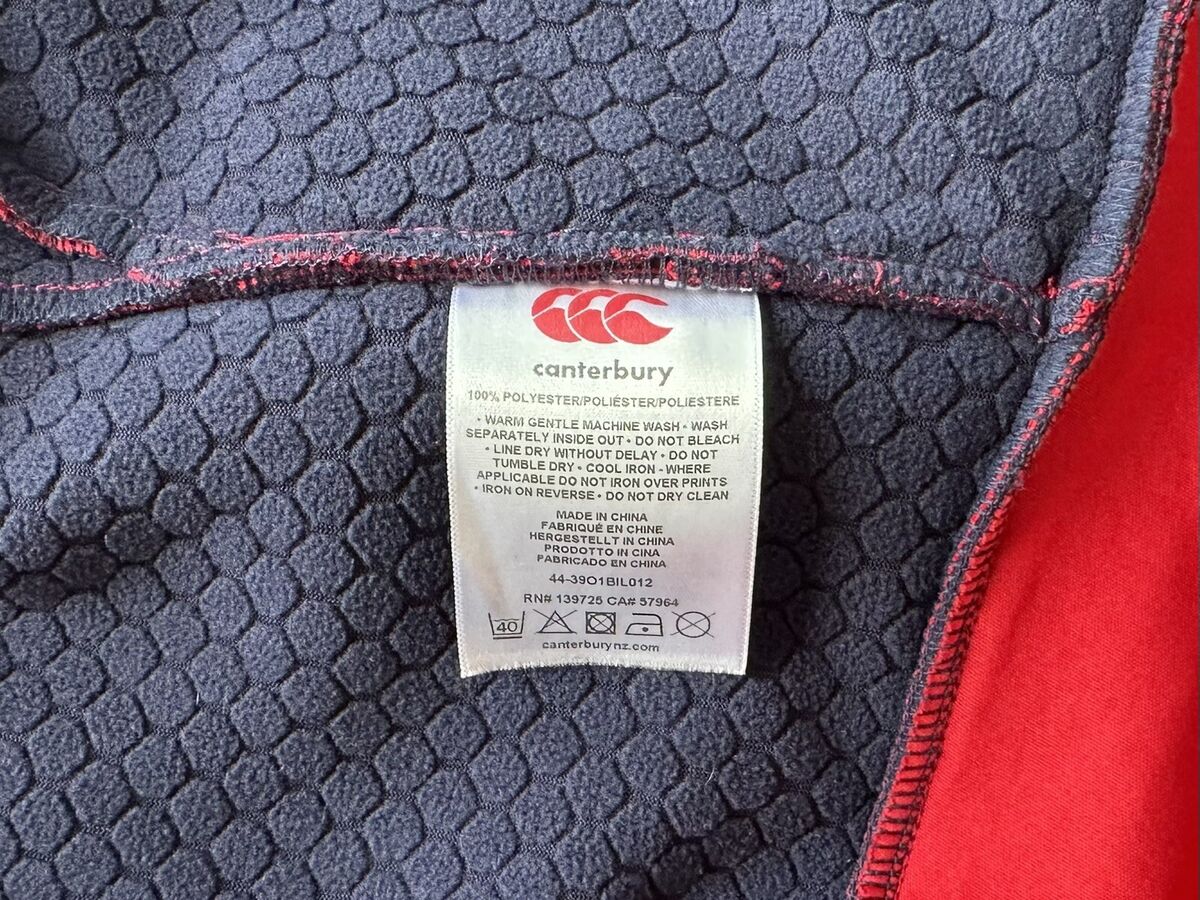 canterbury
100% POLYESTER/POLIÉSTER/POLIESTERE
• WARM GENTLE MACHINE WASH • WASH
SEPARATELY INSIDE OUT • DO NOT BLEACH
• LINE DRY WITHOUT DELAY • DO NOT
TUMBLE DRY • COOL IRON - WHERE
APPLICABLE DO NOT IRON OVER PRINTS
• IRON ON REVERSE • DO NOT DRY CLEAN
MADE IN CHINA
FABRIQUÉ EN CHINE
HERGESTELLT IN CHINA
PRODOTTO IN CINA
FABRICADO EN CHINA
44-39O1BIL012
RN# 139725 CA# 57964
40
canterburynz.com